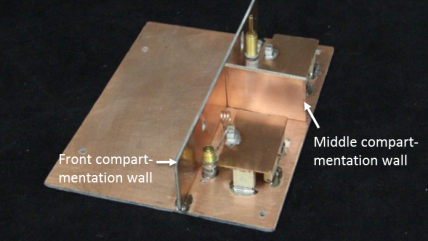 Front compart-
mentation wall
Middle compart-
mentation wall